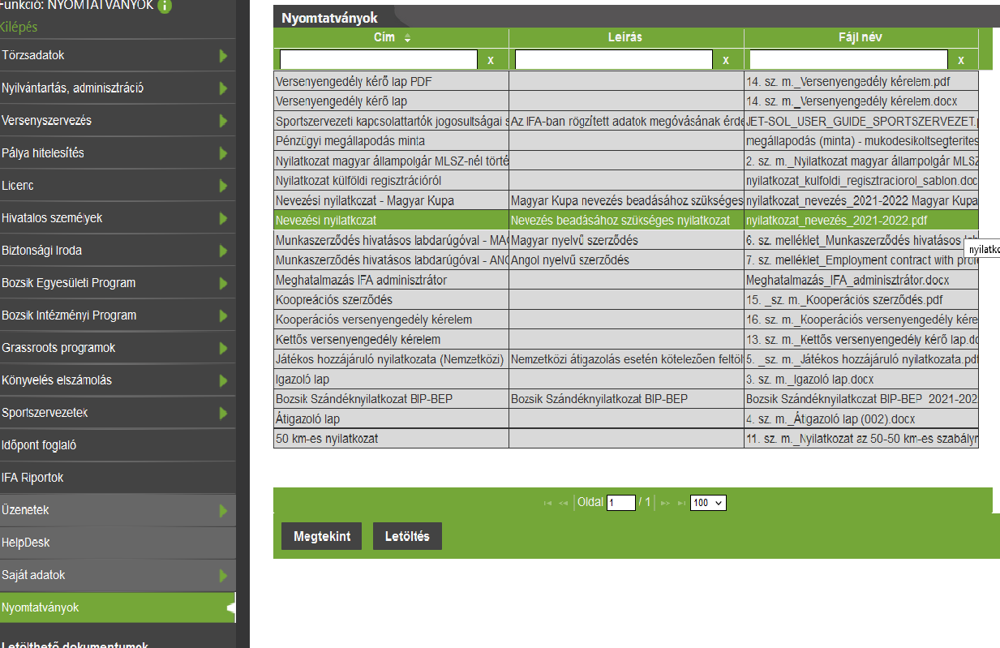 Funkció: NYOMTATVÁNYOK i
Kilépés
Törzsadatok
Nyilvántartás, adminisztráció
Versenyszervezés
Pálya hitelesítés
Licenc
Hivatalos személyek
Biztonsági Iroda
Bozsik Egyesületi Program
Bozsik Intézményi Program
Grassroots programok
Könyvelés elszámolás
Sportszervezetek
Időpont foglaló
IFA Riportok
Üzenetek
HelpDesk
Saját adatok
Nyomtatványok
Letölthető dokumentumok
Nyomtatványok
Cím Leírás Fájl név
x x x
Versenyengedély kérő lap PDF 14. sz. m._Versenyengedély kérelem.pdf
Versenyengedély kérő lap 14. sz. m._Versenyengedély kérelem.docx
Sportszervezeti kapcsolattartók jogosultságai s Az IFA-ban rögzített adatok megóvásának érde JET-SOL_USER_GUIDE_SPORTSZERVEZET.p
Pénzügyi megállapodás minta megállapodás (minta) - mukodesikoltsegterites
Nyilatkozat magyar állampolgár MLSZ-nél törté 2. sz. m._Nyilatkozat magyar állampolgár MLSZ
Nyilatkozat külföldi regisztrációról nyilatkozat_kulfoldi_regisztraciorol_sablon.doc
Nevezési nyilatkozat - Magyar Kupa Magyar Kupa nevezés beadásához szükséges nyilatkozat_nevezés_2021-2022 Magyar Kupa
Nevezési nyilatkozat Nevezés beadásához szükséges nyilatkozat nyilatkozat_nevezés_2021-2022.pdf
Munkaszerződés hivatásos labdarúgóval - MAG Magyar nyelvű szerződés 6. sz. melléklet_Munkaszerződés hivatásos lab
nyilatko
Munkaszerződés hivatásos labdarúgóval - ANG Angol nyelvű szerződés 7. sz. melléklet_Employment contract with profe
Meghatalmazás IFA adminisztrátor Meghatalmazás_IFA_adminisztrátor.docx
Koopreációs szerződés 15. _sz. m._Kooperációs szerződés.pdf
Kooperációs versenyengedély kérelem 16. sz. m._Kooperációs versenyengedély kére
Kettős versenyengedély kérelem 13. sz. m._Kettős versenyengedély kérő lap.do
Játékos hozzájáruló nyilatkozata (Nemzetközi) Nemzetközi átigazolás esetén kötelezően feltöl 5. _sz. m._Játékos hozzájáruló nyilatkozata.pdf
Igazoló lap 3. sz. m._Igazoló lap.docx
Bozsik Szándéknyilatkozat BIP-BEP Bozsik Szándéknyilatkozat BIP-BEP Bozsik Szándéknyilatkozat BIP-BEP 2021-202
Átigazoló lap 4. sz. m._Átigazoló lap (002).docx
50 km-es nyilatkozat 11. sz. m._Nyilatkozat az 50-50 km-es szabályr
Oldal 1 / 1 100
Megtekint Letöltés